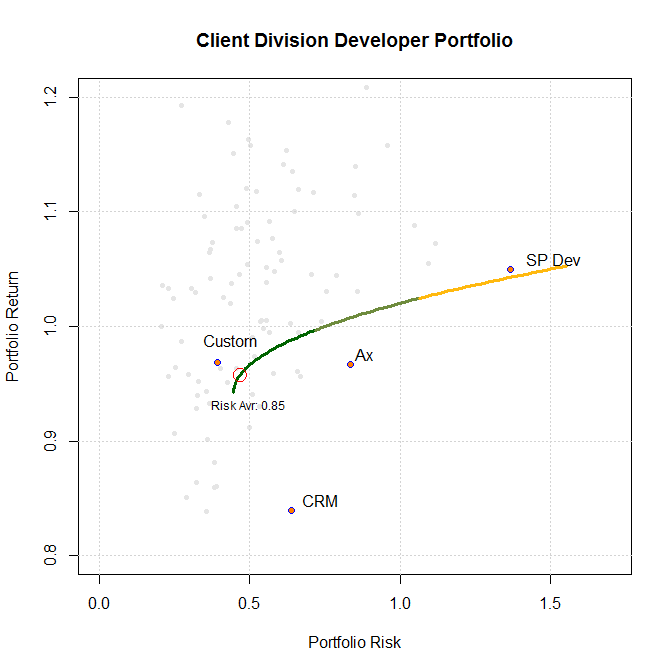 Client Division Developer Portfolio
1.2
1.1
1.0
0.9
0.8
Portfolio Return
SP Dev
Custom
Ax
Risk Avr: 0.85
CRM
0.0
0.5
1.0
1.5
Portfolio Risk